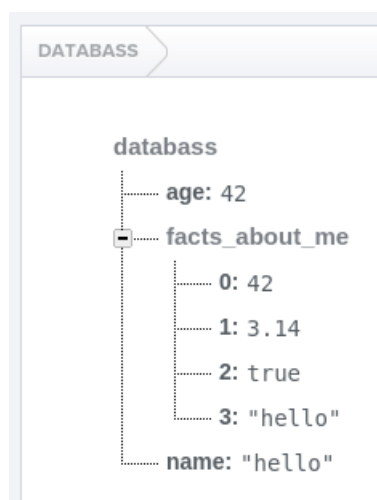 DATABASS
databass
age: 42
facts_about_me
0: 42
1: 3.14
2: true
3: "hello"
name: "hello"